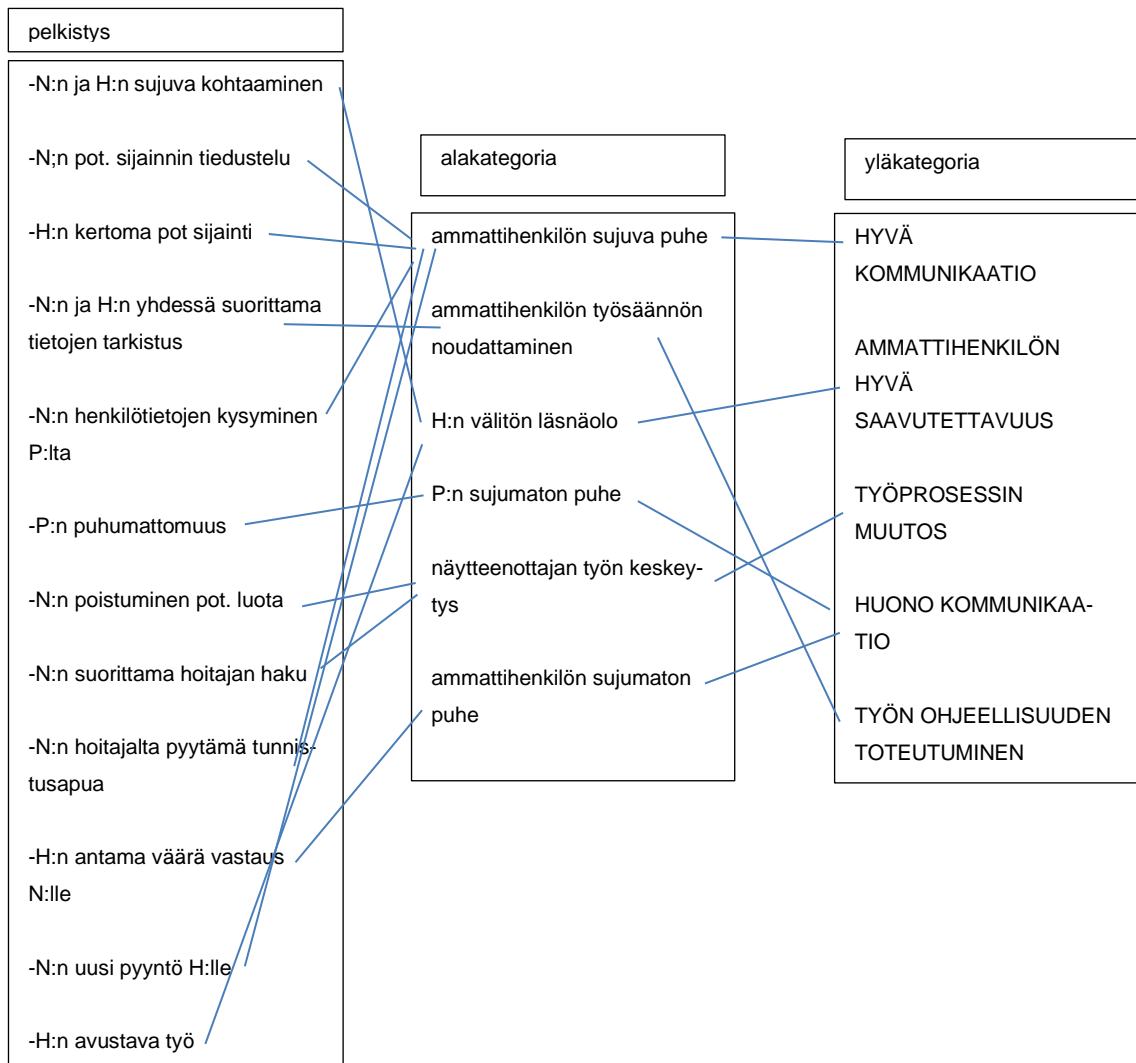 pelkistys
-N:n ja H:n sujuva kohtaaminen
-N;n pot. sijainnin tiedustelu
-H:n kertoma pot sijainti
-N:n ja H:n yhdessä suorittama
tietojen tarkistus
-N:n henkilötietojen kysyminen
P:lta
-P:n puhumattomuus
-N:n poistuminen pot. luota
-N:n suorittama hoitajan haku
-N:n hoitajalta pyytämä tunnis-
tusapua
-H:n antama väärä vastaus
N:lle
-N:n uusi pyyntö H:lle
-H:n avustava työ
alakategoria
ammattihenkilön sujuva puhe
ammattihenkilön työsäännön
noudattaminen
H:n välitön läsnäolo
P:n sujumaton puhe
näytteenottajan työn keskey-
tys
ammattihenkilön sujumaton
puhe
yläkategoria
HYVÄ
KOMMUNIKAATIO
AMMATTIHENKILÖN
HYVÄ
SAAVUTETTAVUUS
TYÖPROSESSIN
MUUTOS
HUONO KOMMUNIKAA-
TIO
TYÖN OHJEELLISUUDEN
TOTEUTUMINEN